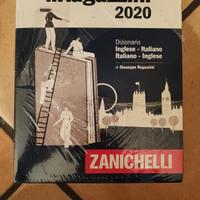 2020
Dizionario
Inglese - Italiano
Italiano - Inglese
di Giuseppe Ragazzini
ZANICHELLI